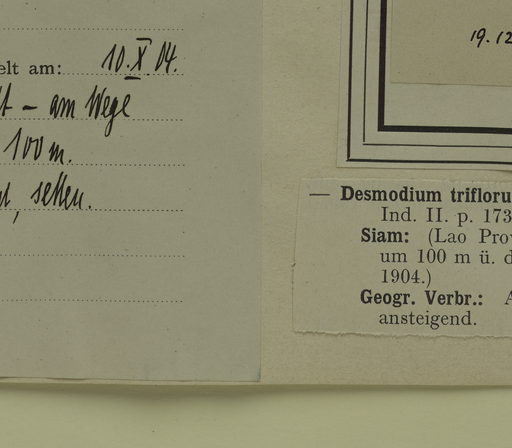 elt am: 10.X.04.
t – am Wege
100 m.
, selten.
19.12
— Desmodium trifloru
Ind. II. p. 173
Siam: (Lao Prov
um 100 m ü. d
1904.)
Geogr. Verbr.: A
ansteigend.